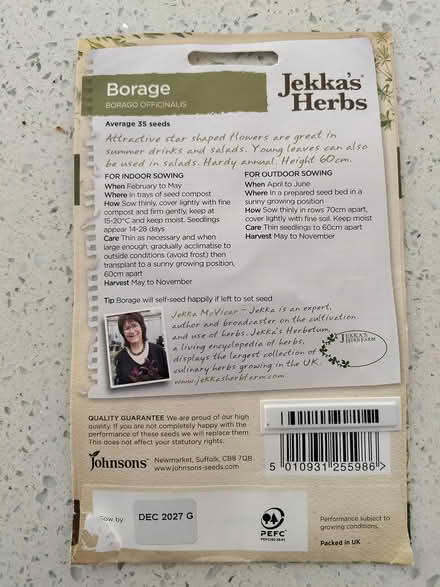 Borage
BORAGO OFFICINALIS
Jekka's
Herbs
Average 35 seeds
Attractive star shaped flowers are great in
summer drinks and salads. Young leaves can also
be used in salads. Hardy annual. Height 60cm.
FOR INDOOR SOWING
When February to May
Where In trays of seed compost
How Sow thinly, cover lightly with fine
compost and firm gently, keep at
15-20°C and keep moist. Seedlings
appear 14-28 days
Care Thin as necessary and when
large enough, gradually acclimatise to
outside conditions (avoid frost) then
transplant to a sunny growing position,
60cm apart
Harvest May to November
FOR OUTDOOR SOWING
When April to June
Where In a prepared seed bed in a
sunny growing position
How Sow thinly in rows 70cm apart,
cover lightly with fine soil. Keep moist
Care Thin seedlings to 60cm apart
Harvest May to November
Tip Borage will self-seed happily if left to set seed
Jekka McVicar - Jekka is an expert,
author and broadcaster on the cultivation
and use of herbs. Jekka's Herbetum,
a living encyclopedia of herbs,
displays the largest collection of
culinary herbs growing in the UK.
www.jekkasherbfarm.com
JEKKA'S
HERB FARM
QUALITY GUARANTEE We are proud of our high
quality. If you are not completely happy with the
performance of these seeds we will replace them.
This does not affect your statutory rights.
Johnsons
Newmarket, Suffolk, CB8 7QB
www.johnsons-seeds.com
5 010931 255986 >
Sow by
DEC 2027 G
PEFC
Performance subject to
growing conditions.
Packed in UK